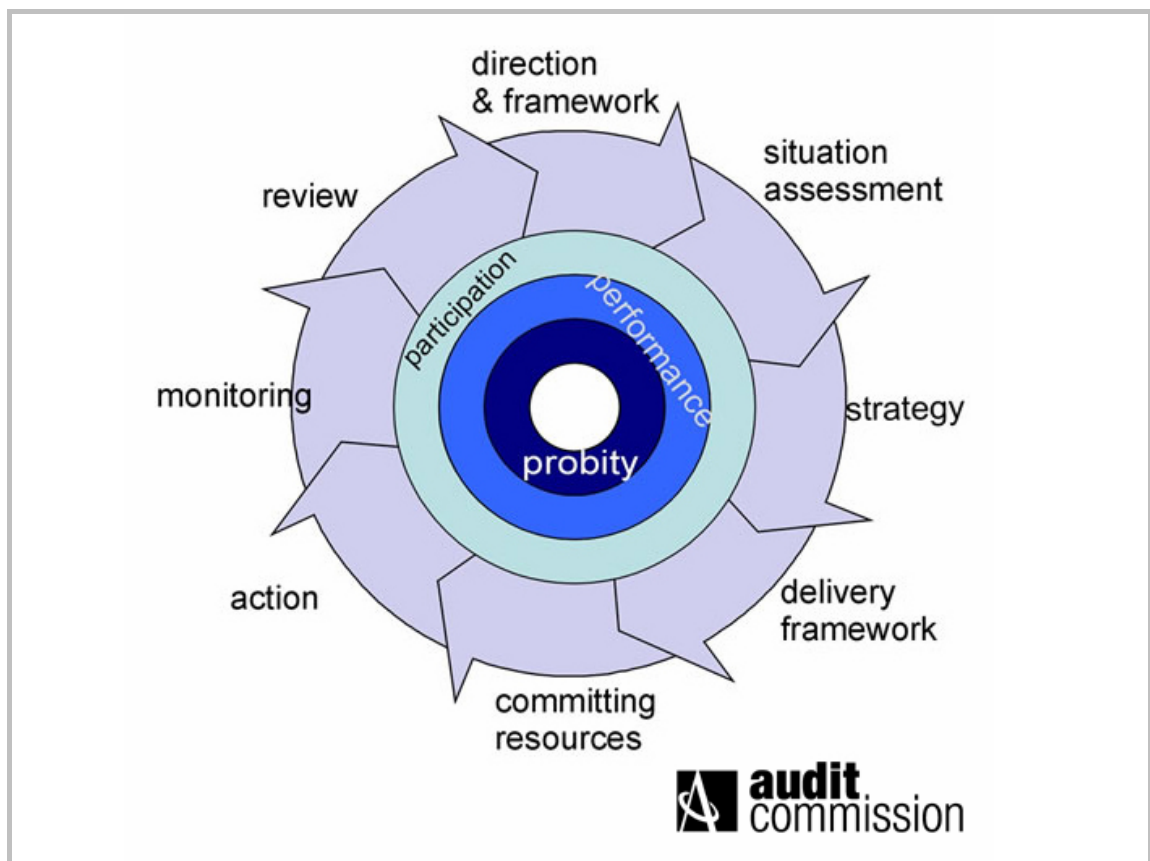 direction
& framework
situation
assessment
review
participation
performance
monitoring
strategy
probity
action
delivery
framework
committing
resources
audit
commission